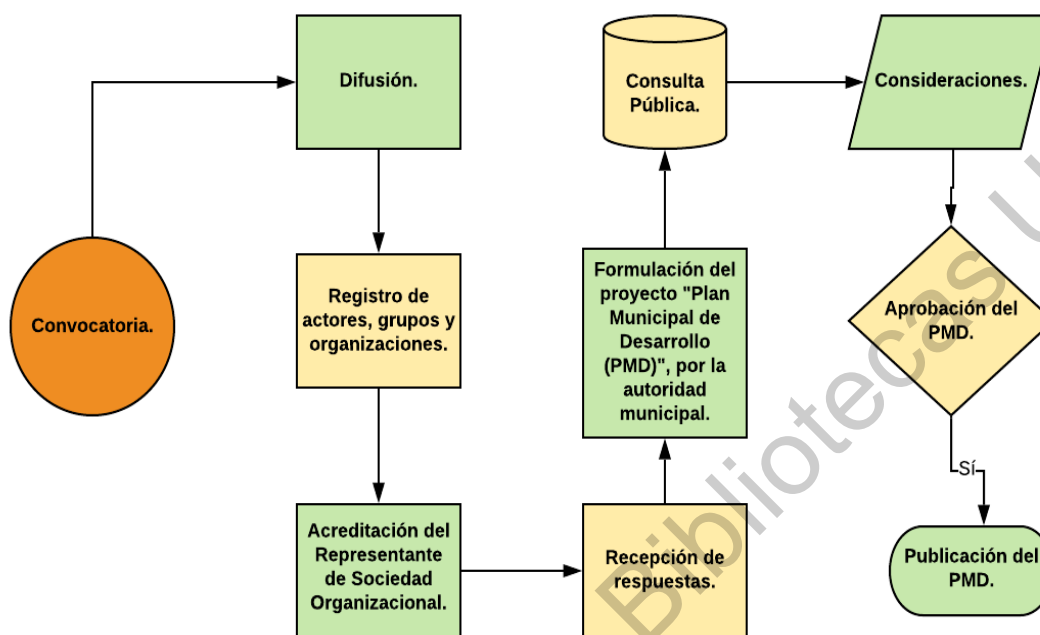 Convocatoria.
Difusión.
Registro de
actores, grupos y
organizaciones.
Acreditación del
Representante
de Sociedad
Organizacional.
Recepción de
respuestas.
Formulación del
proyecto "Plan
Municipal de
Desarrollo
(PMD)", por la
autoridad
municipal.
Consulta
Pública.
Consideraciones.
Aprobación del
PMD.
Sí
Publicación del
PMD.
Bibliotecas U